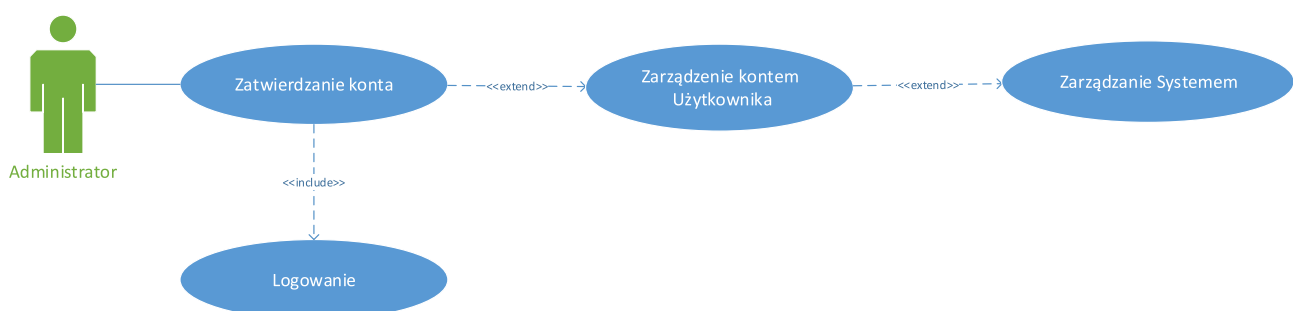 Zatwierdzanie konta
<<extend>>
Zarządzenie kontem
Użytkownika
<<extend>>
Zarządzanie Systemem
Administrator
<<include>>
Logowanie